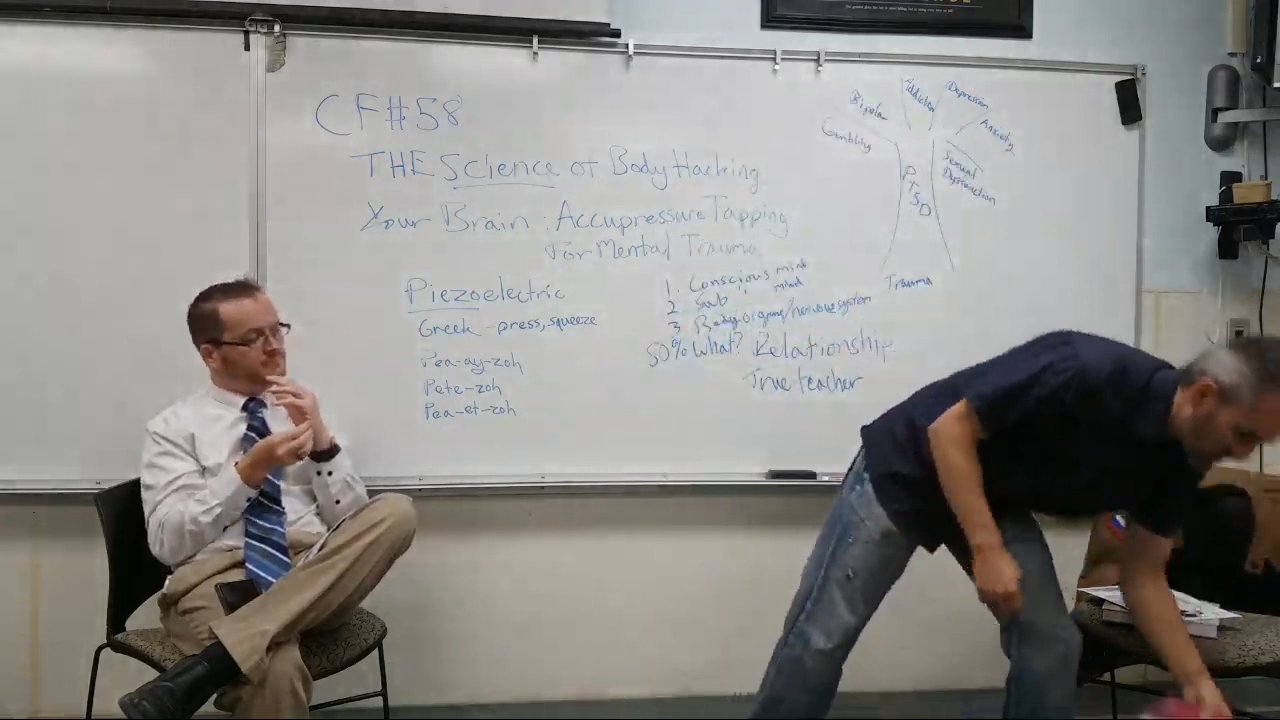 CF#58
THE Science of Body Hacking
Your Brain: Accupressure Tapping
For Mental Trauma
Piezoelectric
Greek - press, squeeze
Pea-ay-zoh
Pete-zoh
Pea-et-zoh
1. Conscious mind
2 Sub " mind
3 Body-organs/nervous system
50% What? Relationship
True teacher
Gambling
Bipolar
Addiction
Depression
Anxiety
Sexual
Dysfunction
PTSD
Trauma